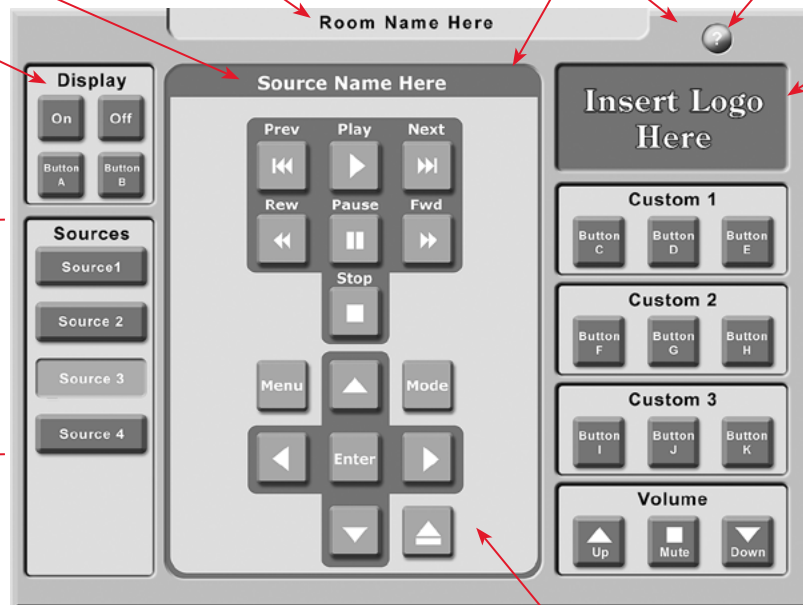 Room Name Here
?
Display
On Off
Button A Button B
Sources
Source1
Source 2
Source 3
Source 4
Source Name Here
Prev Play Next
Rew Pause Fwd
Stop
Menu Mode
Enter
Insert Logo
Here
Custom 1
Button C Button D Button E
Custom 2
Button F Button G Button H
Custom 3
Button I Button J Button K
Volume
Up Mute Down